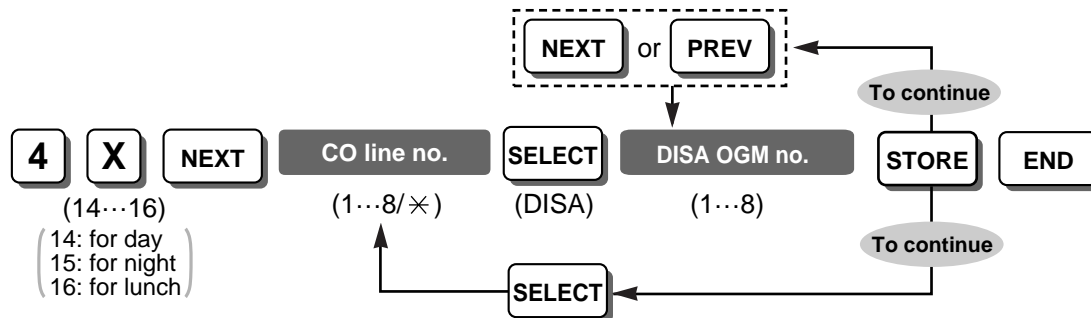 NEXT or PREV
To continue
4 X NEXT CO line no. SELECT DISA OGM no. STORE END
(14···16) (1···8/✳) (DISA) (1···8)
14: for day
15: for night
16: for lunch
To continue
SELECT